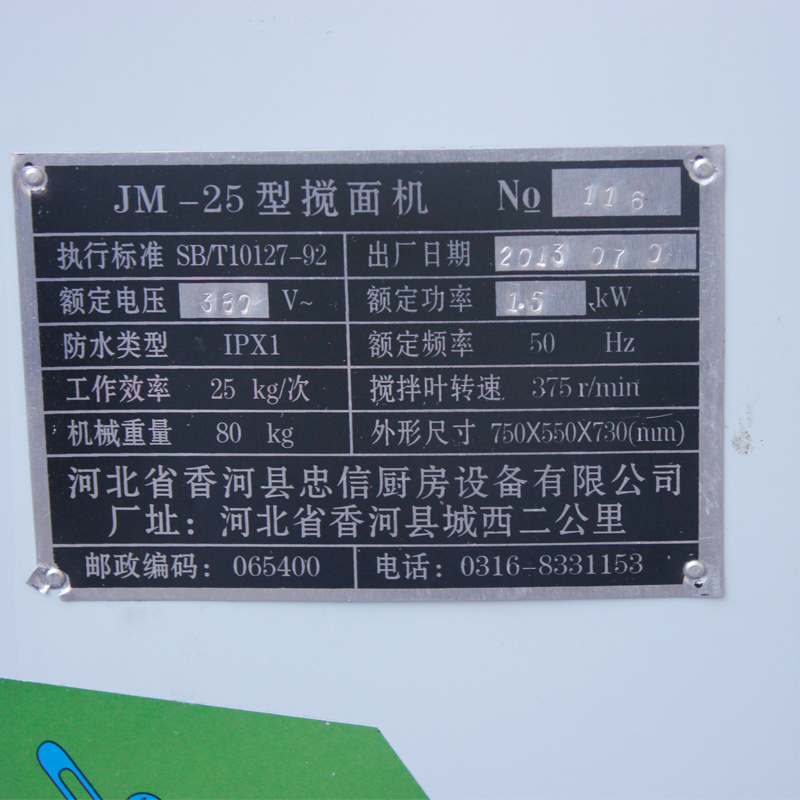 JM-25型搅面机 No 116
执行标准 SB/T10127-92 出厂日期 2013 07 0
额定电压 380 V~ 额定功率 1.5 kW
防水类型 IPX1 额定频率 50 Hz
工作效率 25 kg/次 搅拌叶转速 375 r/min
机械重量 80 kg 外形尺寸 750X550X730(mm)
河北省香河县忠信厨房设备有限公司
厂址：河北省香河县城西二公里
邮政编码：065400 电话：0316-8331153